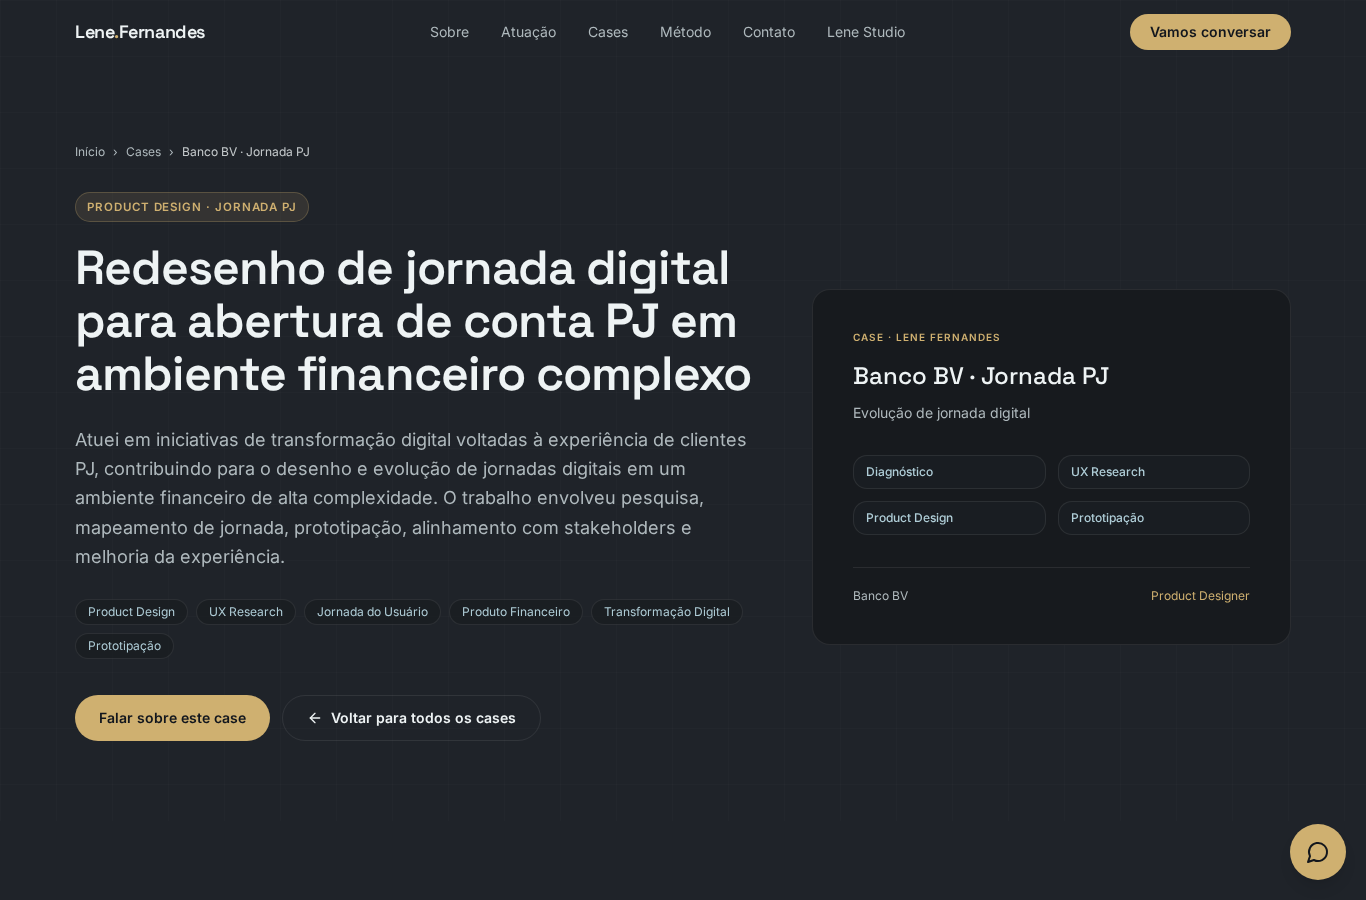 Lene.Fernandes
Sobre
Atuação
Cases
Método
Contato
Lene Studio
Vamos conversar
Início › Cases › Banco BV · Jornada PJ
PRODUCT DESIGN · JORNADA PJ
Redesenho de jornada digital
para abertura de conta PJ em
ambiente financeiro complexo
Atuei em iniciativas de transformação digital voltadas à experiência de clientes
PJ, contribuindo para o desenho e evolução de jornadas digitais em um
ambiente financeiro de alta complexidade. O trabalho envolveu pesquisa,
mapeamento de jornada, prototipação, alinhamento com stakeholders e
melhoria da experiência.
Product Design
UX Research
Jornada do Usuário
Produto Financeiro
Transformação Digital
Prototipação
Falar sobre este case
← Voltar para todos os cases
CASE · LENE FERNANDES
Banco BV · Jornada PJ
Evolução de jornada digital
Diagnóstico
UX Research
Product Design
Prototipação
Banco BV
Product Designer